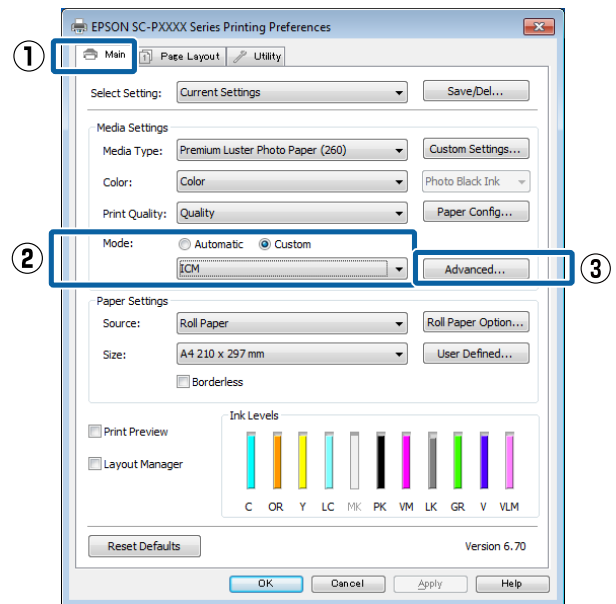 EPSON SC-PXXXX Series Printing Preferences
① Main Page Layout Utility
Select Setting: Current Settings Save/Del...
Media Settings
Media Type: Premium Luster Photo Paper (260) Custom Settings...
Color: Color Photo Black Ink
Print Quality: Quality Paper Config...
② Mode: Automatic Custom
ICM Advanced... ③
Paper Settings
Source: Roll Paper Roll Paper Option...
Size: A4 210 x 297 mm User Defined...
Borderless
Ink Levels
Print Preview
Layout Manager
C OR Y LC MK PK VM LK GR V VLM
Reset Defaults Version 6.70
OK Cancel Apply Help